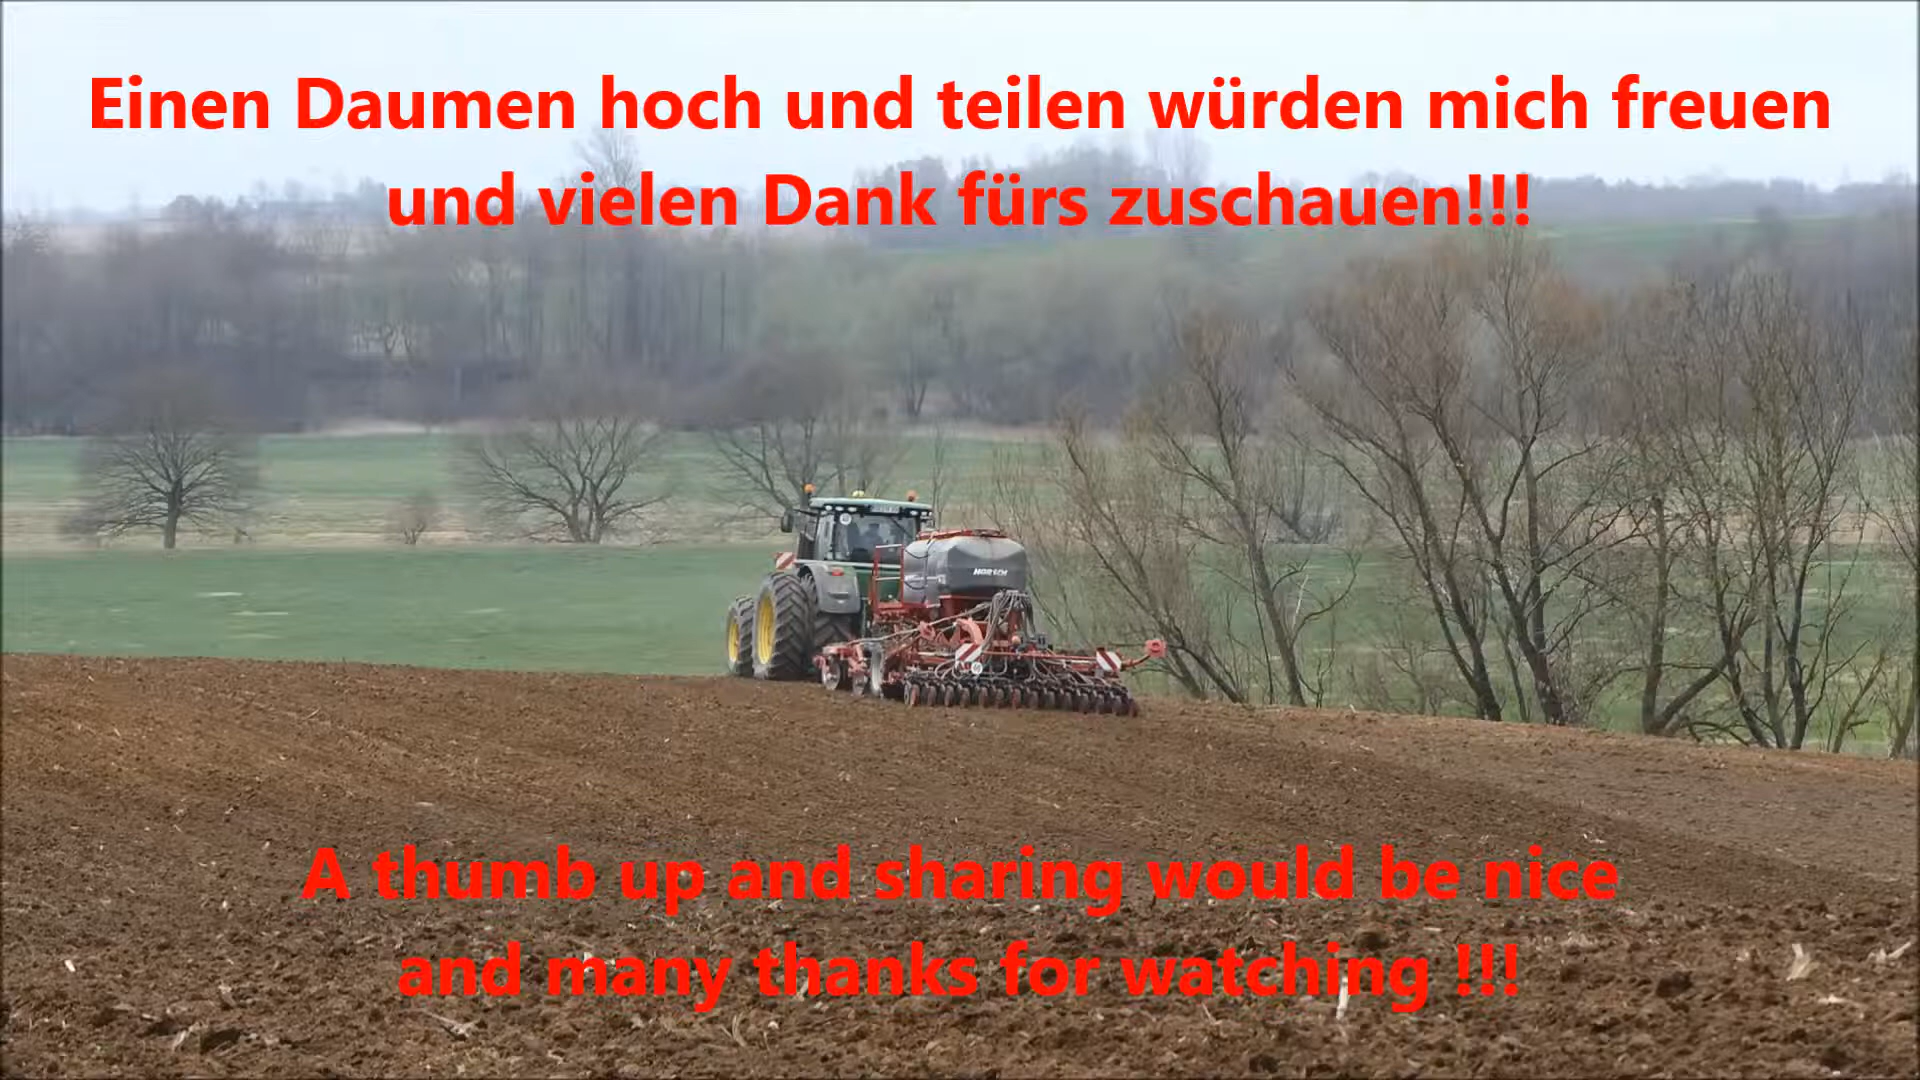 Einen Daumen hoch und teilen würden mich freuen
und vielen Dank fürs zuschauen!!!
HORSCH
A thumb up and sharing would be nice
and many thanks for watching !!!